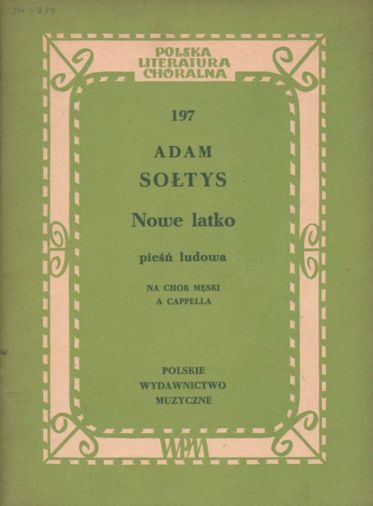 POLSKA
LITERATURA
CHÓRALNA
197
ADAM
SOŁTYS
Nowe latko
pieśń ludowa
NA CHÓR MĘSKI
A CAPPELLA
POLSKIE
WYDAWNICTWO
MUZYCZNE
PWM